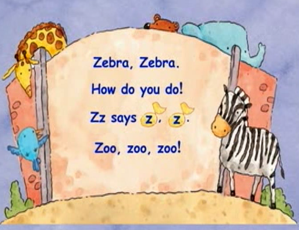 Zebra, Zebra.
How do you do!
Zz says z, z.
Zoo, zoo, zoo!